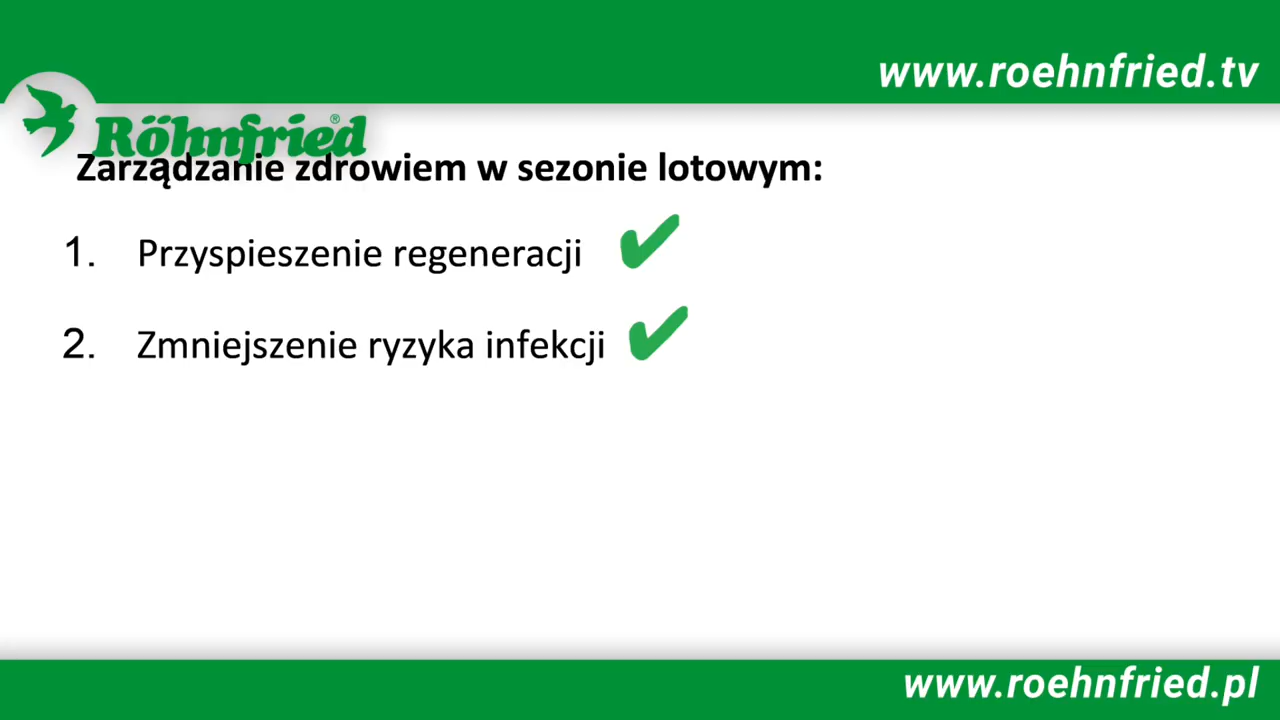 www.roehnfried.tv
Röhnfried®
Zarządzanie zdrowiem w sezonie lotowym:
1. Przyspieszenie regeneracji
2. Zmniejszenie ryzyka infekcji
www.roehnfried.pl